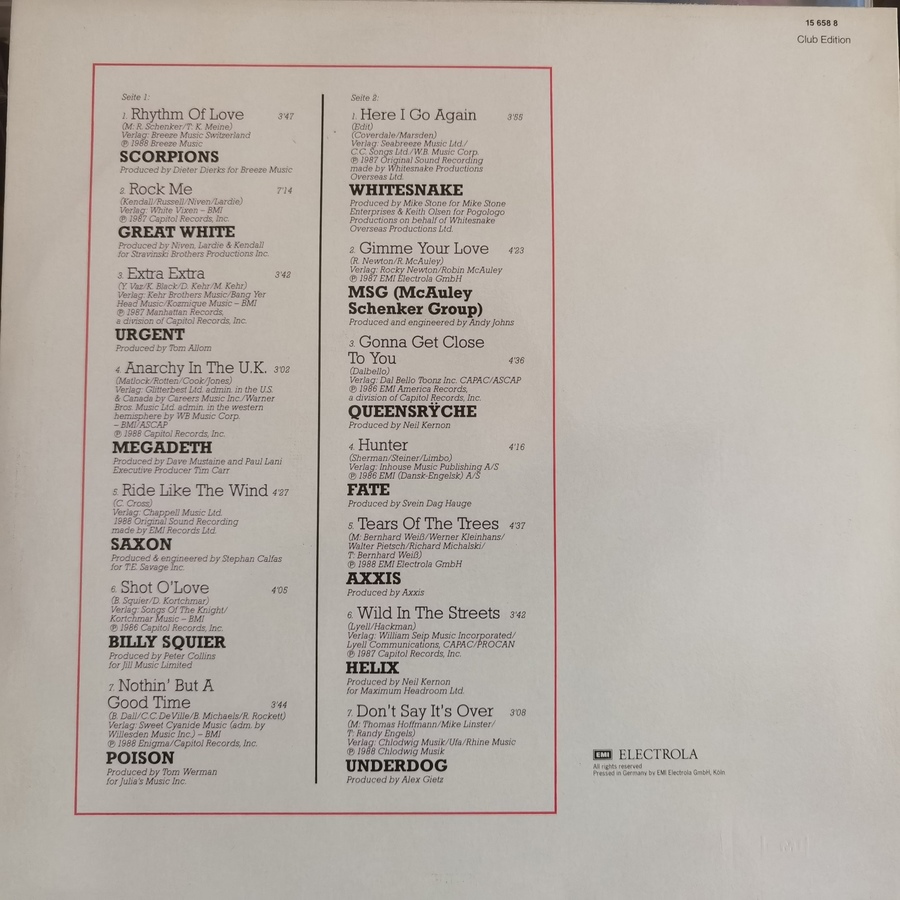 15 658 8
Club Edition
Seite 1:
1. Rhythm Of Love 3'47
(M: R. Schenker/T: K. Meine)
Verlag: Breeze Music Switzerland
℗ 1988 Breeze Music
SCORPIONS
Produced by Dieter Dierks for Breeze Music
2. Rock Me 7'14
(Kendall/Russell/Niven/Lardie)
Verlag: White Vixen – BMI
℗ 1987 Capitol Records, Inc.
GREAT WHITE
Produced by Niven, Lardie & Kendall
for Stravinski Brothers Productions Inc.
3. Extra Extra 3'42
(Y. Var/K. Black/D. Kehr/M. Kehr)
Verlag: Kehr Brothers Music/Bang Yer
Head Music/Kozmique Music – BMI
℗ 1987 Manhattan Records,
a division of Capitol Records, Inc.
URGENT
Produced by Tom Allom
4. Anarchy In The U.K. 3'02
(Matlock/Rotten/Cook/Jones)
Verlag: Glitterbest Ltd. admin. in the U.S.
& Canada by Careers Music Inc./Warner
Bros. Music Ltd. admin. in the western
hemisphere by WB Music Corp.
– BMI/ASCAP
℗ 1988 Capitol Records, Inc.
MEGADETH
Produced by Dave Mustaine and Paul Lani
Executive Producer Tim Carr
5. Ride Like The Wind 4'27
(C. Cross)
Verlag: Chappell Music Ltd.
1988 Original Sound Recording
made by EMI Records Ltd.
SAXON
Produced & engineered by Stephan Galfas
for T.E. Savage Inc.
6. Shot O'Love 4'05
(B. Squier/D. Kortchmar)
Verlag: Songs Of The Knight/
Kortchmar Music – BMI
℗ 1986 Capitol Records, Inc.
BILLY SQUIER
Produced by Peter Collins
for Jill Music Limited
7. Nothin' But A
Good Time 3'44
(B. Dall/C.C. DeVille/B. Michaels/R. Rockett)
Verlag: Sweet Cyanide Music (adm. by
Willesden Music Inc.) – BMI
℗ 1988 Enigma/Capitol Records, Inc.
POISON
Produced by Tom Werman
for Julia's Music Inc.
Seite 2:
1. Here I Go Again 3'55
(Edit)
(Coverdale/Marsden)
Verlag: Seabreeze Music Ltd./
C.C. Songs Ltd./W.B. Music Corp.
℗ 1987 Original Sound Recording
made by Whitesnake Productions
Overseas Ltd.
WHITESNAKE
Produced by Mike Stone for Mike Stone
Enterprises & Keith Olsen for Pogologo
Productions on behalf of Whitesnake
Overseas Productions Ltd.
2. Gimme Your Love 4'23
(R. Newton/R. McAuley)
Verlag: Rocky Newton/Robin McAuley
℗ 1987 EMI Electrola GmbH
MSG (McAuley
Schenker Group)
Produced and engineered by Andy Johns
3. Gonna Get Close
To You 4'36
(Dalbello)
Verlag: Dal Bello Toonz Inc. CAPAC/ASCAP
℗ 1986 EMI America Records,
a division of Capitol Records, Inc.
QUEENSRŸCHE
Produced by Neil Kernon
4. Hunter 4'16
(Sherman/Steiner/Limbo)
Verlag: Inhouse Music Publishing A/S
℗ 1986 EMI (Dansk-Engelsk) A/S
FATE
Produced by Svein Dag Hauge
5. Tears Of The Trees 4'37
(M: Bernhard Weiß/Werner Kleinhans/
Walter Pietsch/Richard Michalski/
T: Bernhard Weiß)
℗ 1988 EMI Electrola GmbH
AXXIS
Produced by Axxis
6. Wild In The Streets 3'42
(Lyell/Hackman)
Verlag: William Seip Music Incorporated/
Lyell Communications, CAPAC/PROCAN
℗ 1987 Capitol Records, Inc.
HELIX
Produced by Neil Kernon
for Maximum Headroom Ltd.
7. Don't Say It's Over 3'08
(M: Thomas Hoffmann/Mike Linster/
T: Randy Engels)
Verlag: Chlodwig Musik/Ufa/Rhine Music
℗ 1988 Chlodwig Musik
UNDERDOG
Produced by Alex Gietz
EMI ELECTROLA
All rights reserved
Pressed in Germany by EMI Electrola GmbH, Köln